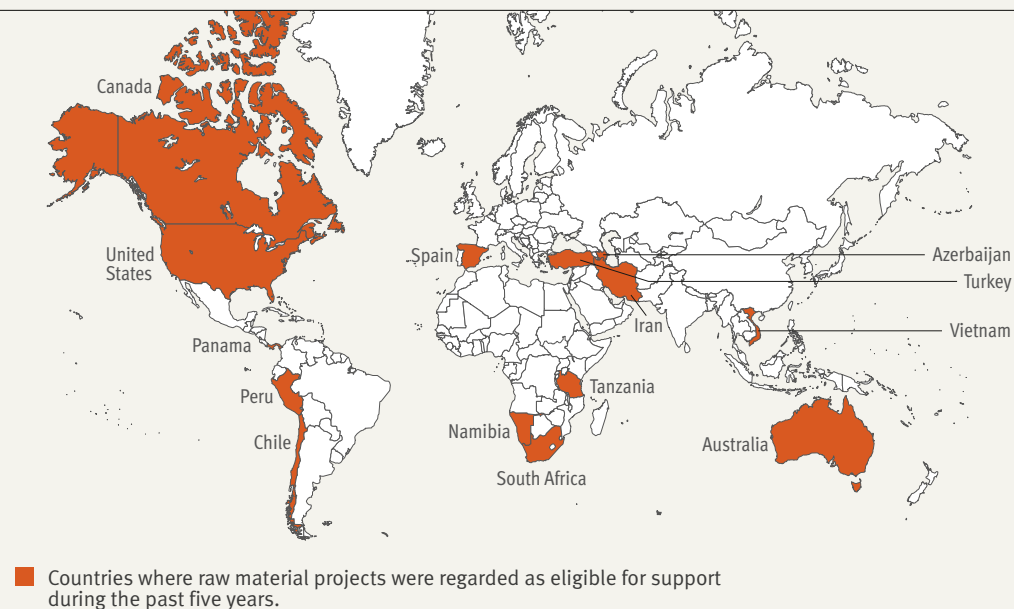 Canada
United
States
Spain
Azerbaijan
Turkey
Iran
Panama
Vietnam
Peru
Tanzania
Chile
Namibia
Australia
South Africa
Countries where raw material projects were regarded as eligible for support
during the past five years.